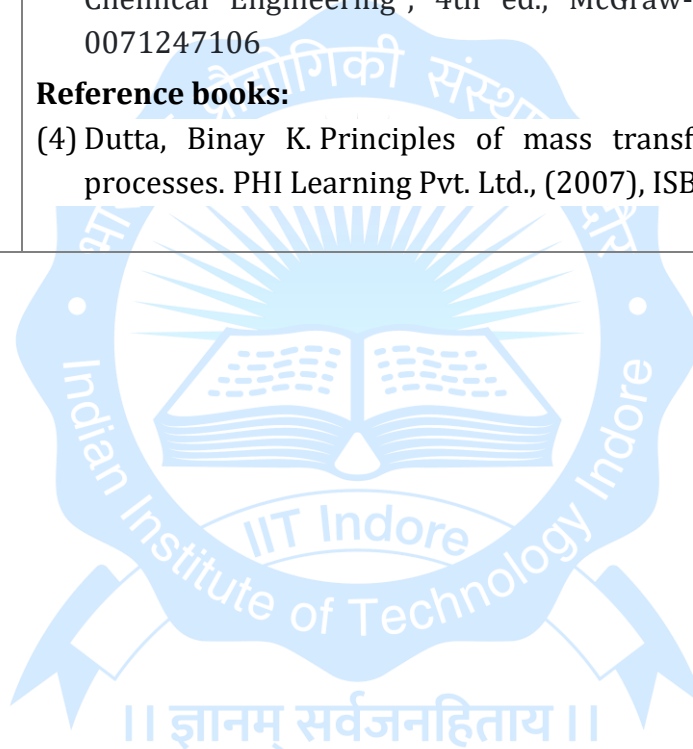 Chemical Engineering", 4th ed., McGraw-
0071247106
Reference books:
(4) Dutta, Binay K. Principles of mass transf
processes. PHI Learning Pvt. Ltd., (2007), ISB
प्रौद्योगिकी
Indian Institute of Technology Indore
IIT Indore
।। ज्ञानम् सर्वजनहिताय ।।